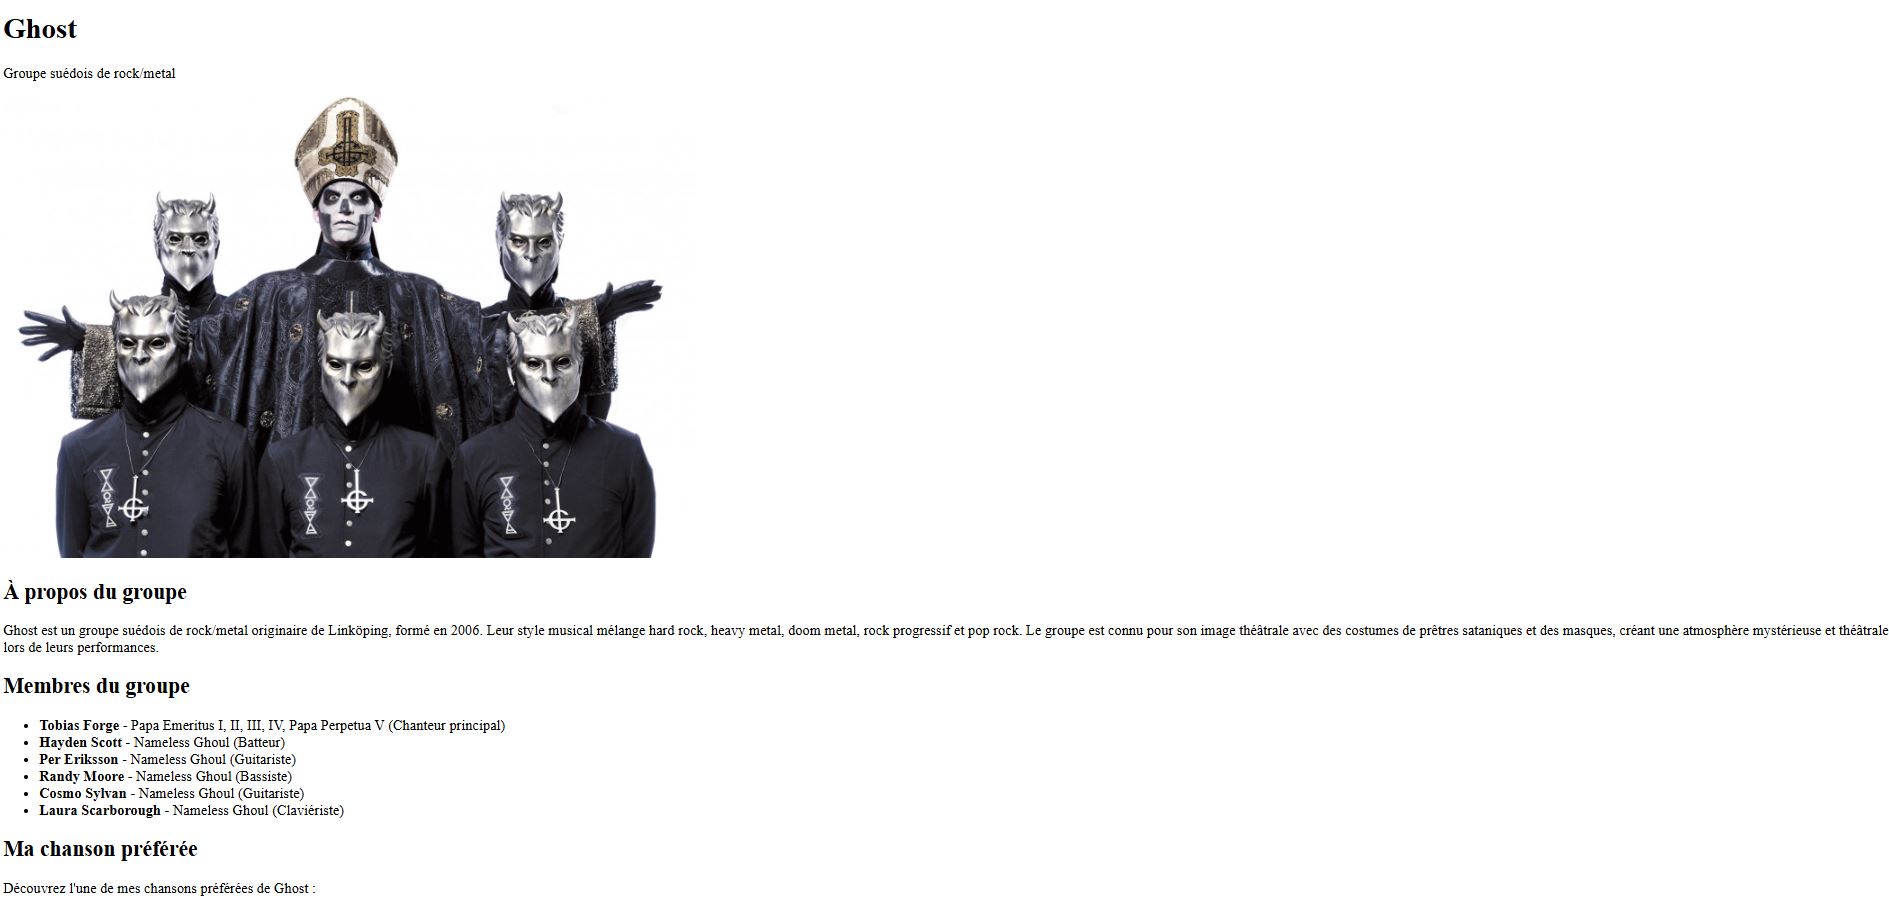 Ghost
Groupe suédois de rock/metal
À propos du groupe
Ghost est un groupe suédois de rock/metal originaire de Linköping, formé en 2006. Leur style musical mélange hard rock, heavy metal, doom metal, rock progressif et pop rock. Le groupe est connu pour son image théâtrale avec des costumes de prêtres sataniques et des masques, créant une atmosphère mystérieuse et théâtrale
lors de leurs performances.
Membres du groupe
• Tobias Forge - Papa Emeritus I, II, III, IV, Papa Perpetua V (Chanteur principal)
• Hayden Scott - Nameless Ghoul (Batteur)
• Per Eriksson - Nameless Ghoul (Guitariste)
• Randy Moore - Nameless Ghoul (Bassiste)
• Cosmo Sylvan - Nameless Ghoul (Guitariste)
• Laura Scarborough - Nameless Ghoul (Claviériste)
Ma chanson préférée
Découvrez l'une de mes chansons préférées de Ghost :